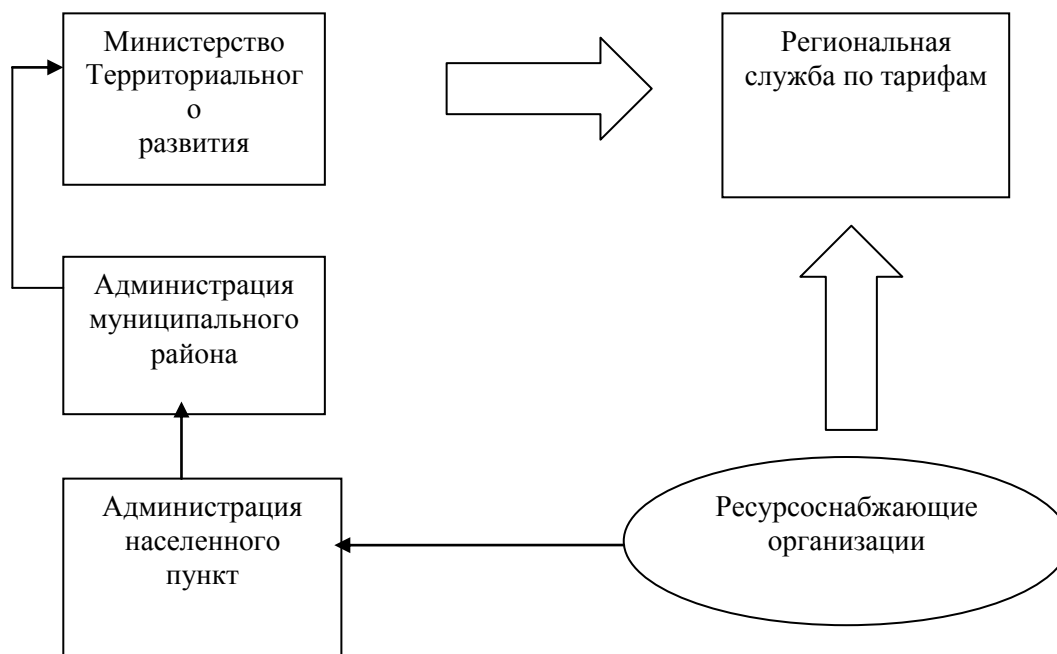 Министерство
Территориальног
о
развития
Региональная
служба по тарифам
Администрация
муниципального
района
Администрация
населенного
пункт
Ресурсоснабжающие
организации